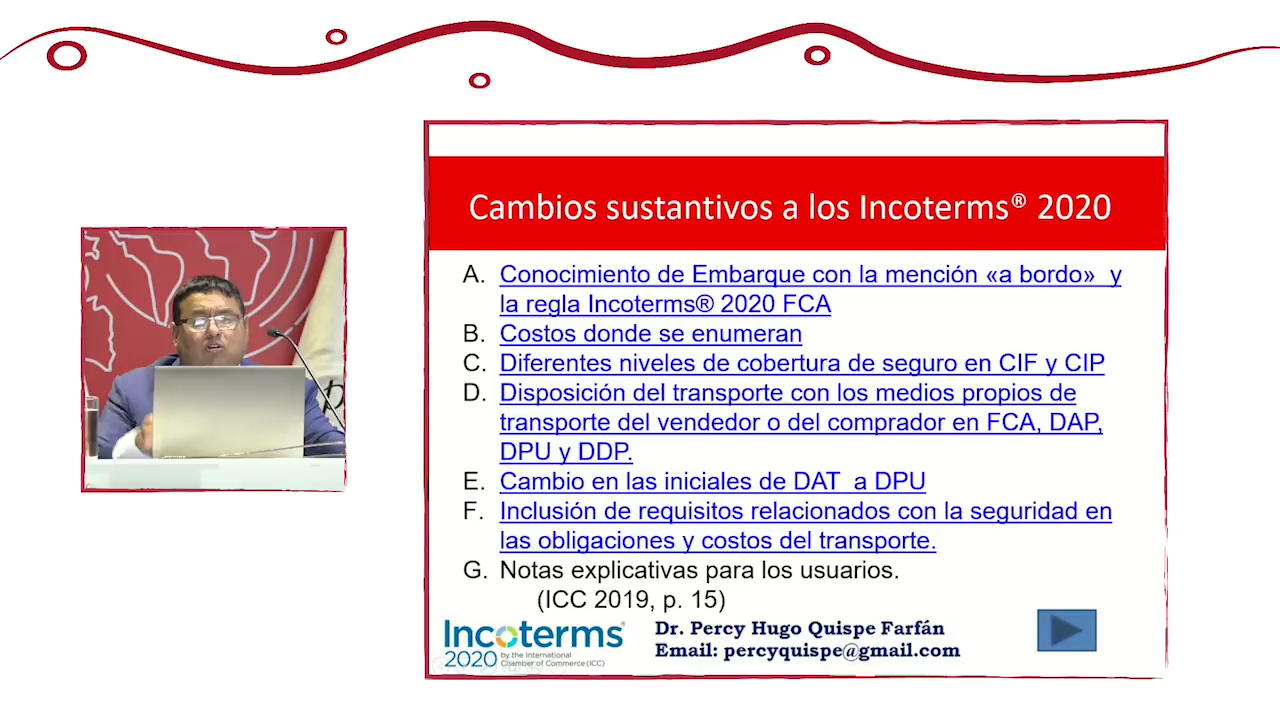 Cambios sustantivos a los Incoterms® 2020
A. Conocimiento de Embarque con la mención «a bordo» y
la regla Incoterms® 2020 FCA
B. Costos donde se enumeran
C. Diferentes niveles de cobertura de seguro en CIF y CIP
D. Disposición del transporte con los medios propios de
transporte del vendedor o del comprador en FCA, DAP,
DPU y DDP.
E. Cambio en las iniciales de DAT a DPU
F. Inclusión de requisitos relacionados con la seguridad en
las obligaciones y costos del transporte.
G. Notas explicativas para los usuarios.
(ICC 2019, p. 15)
Incoterms®
2020 by the International
Chamber of Commerce (ICC)
Dr. Percy Hugo Quispe Farfán
Email: percyquispe@gmail.com